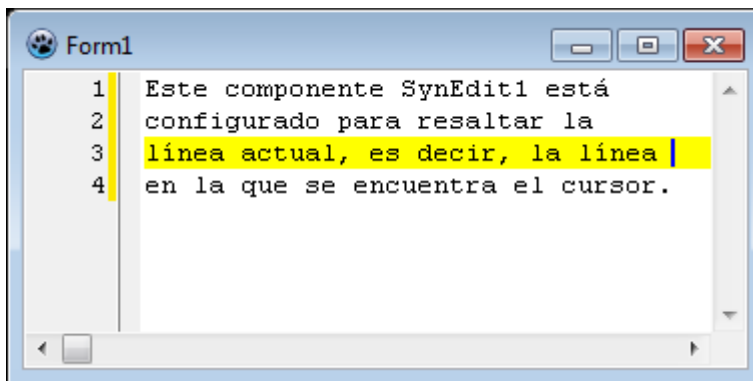 Form1
1 Este componente SynEdit1 está
2 configurado para resaltar la
3 línea actual, es decir, la línea
4 en la que se encuentra el cursor.